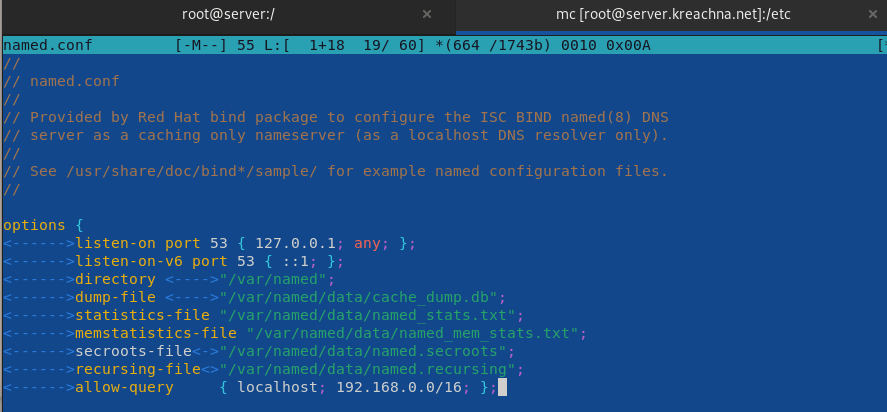 root@server:/ × mc [root@server.kreachna.net]:/etc ×
named.conf [-M--] 55 L:[ 1+18 19/ 60] *(664 /1743b) 0010 0x00A [*
//
// named.conf
//
// Provided by Red Hat bind package to configure the ISC BIND named(8) DNS
// server as a caching only nameserver (as a localhost DNS resolver only).
//
// See /usr/share/doc/bind*/sample/ for example named configuration files.
//
options {
<------>listen-on port 53 { 127.0.0.1; any; };
<------>listen-on-v6 port 53 { ::1; };
<------>directory <---->"/var/named";
<------>dump-file <---->"/var/named/data/cache_dump.db";
<------>statistics-file "/var/named/data/named_stats.txt";
<------>memstatistics-file "/var/named/data/named_mem_stats.txt";
<------>secroots-file<->"/var/named/data/named.secroots";
<------>recursing-file<>"/var/named/data/named.recursing";
<------>allow-query     { localhost; 192.168.0.0/16; };